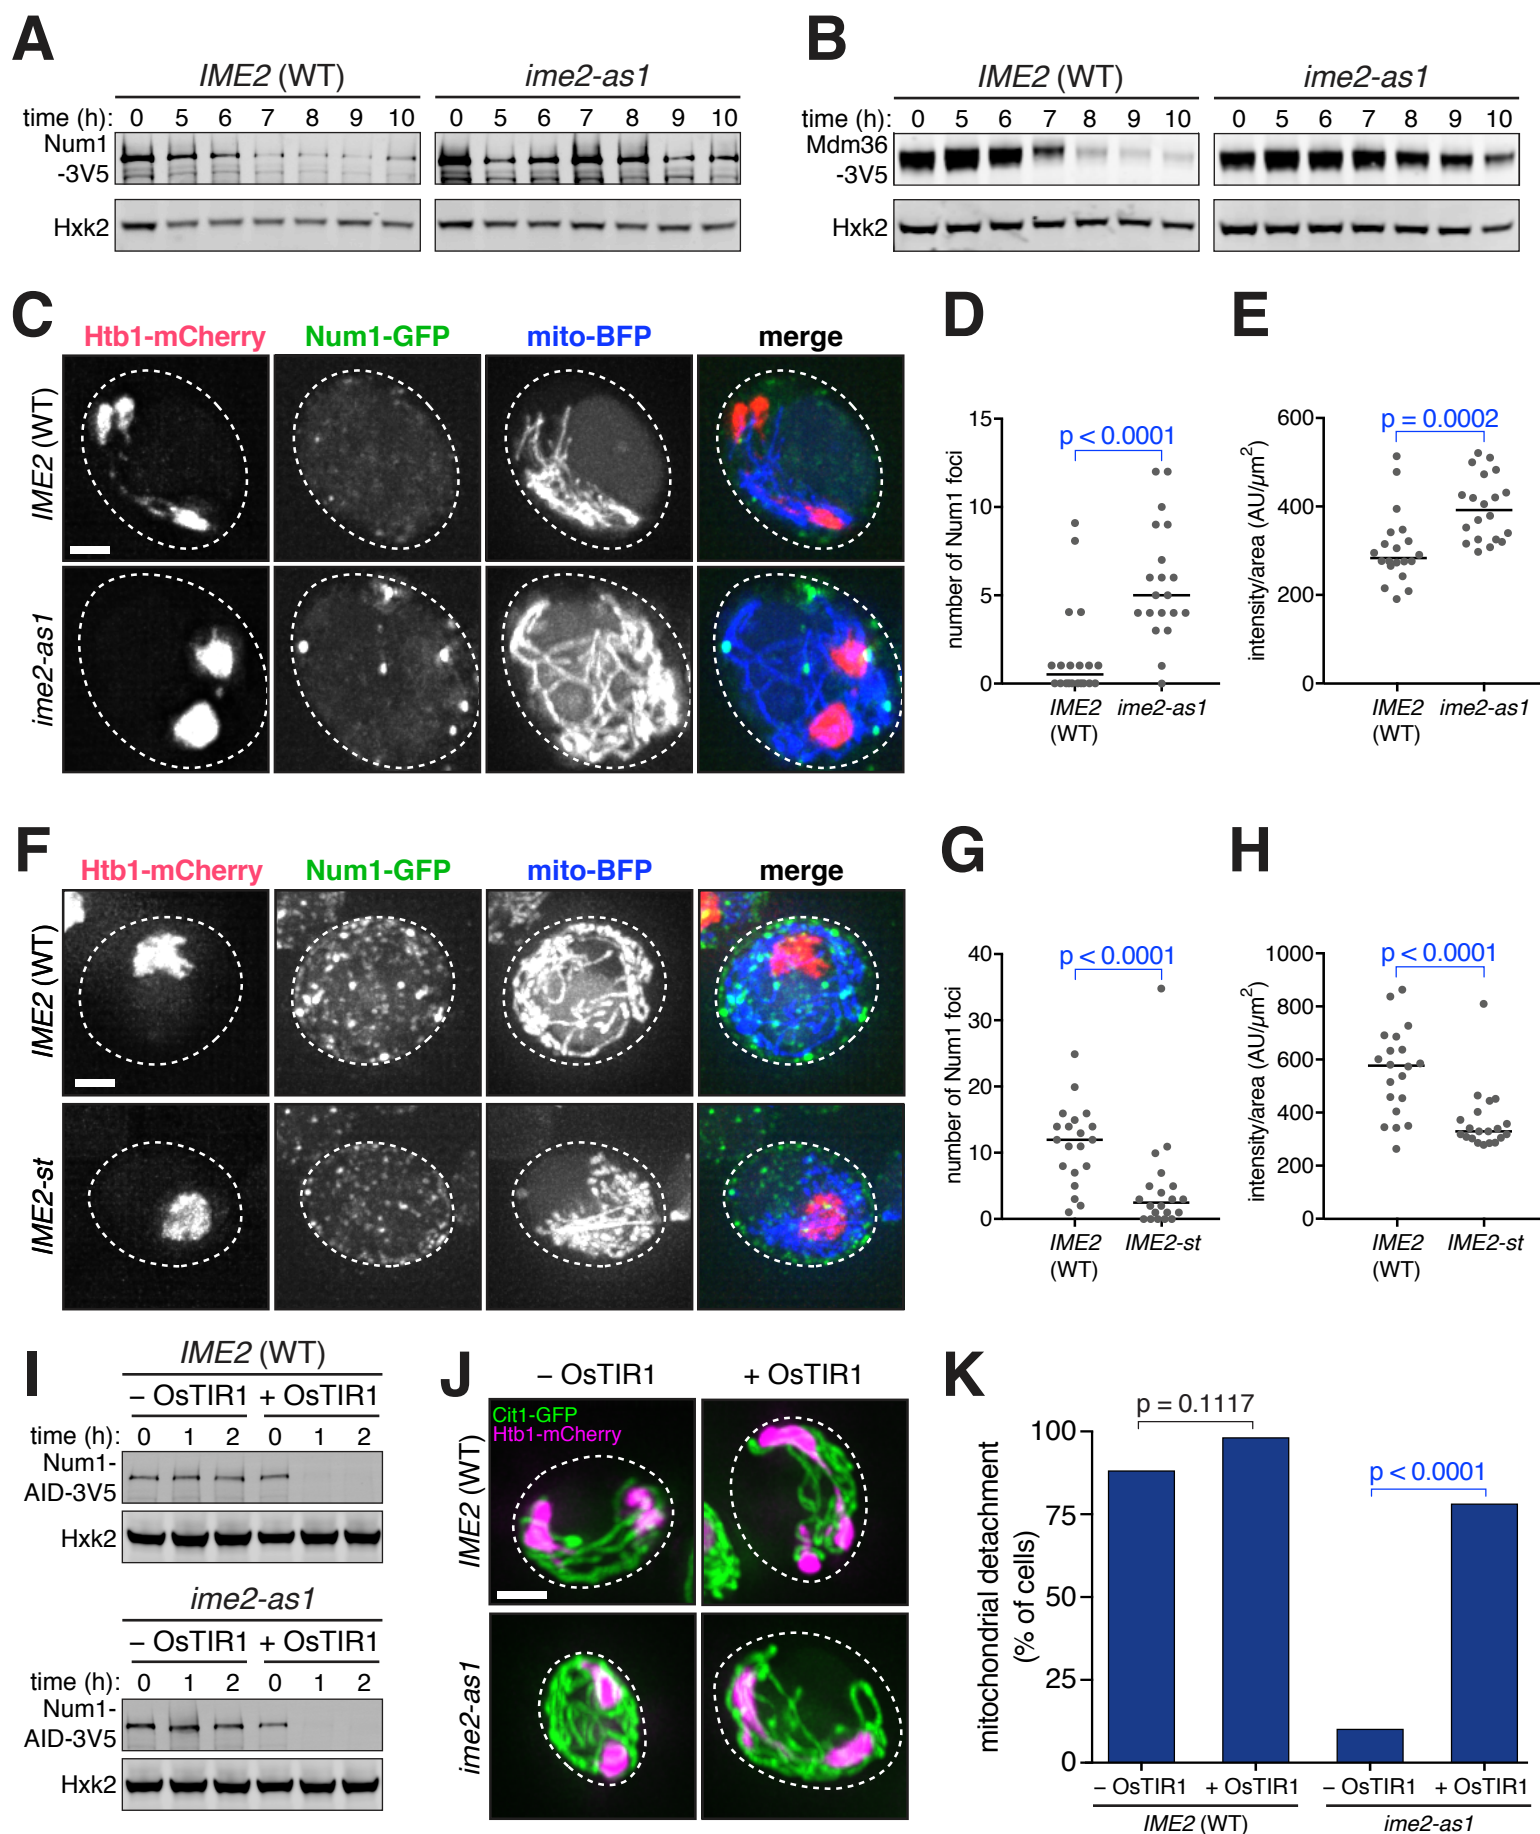 A
IME2 (WT)
ime2-as1
time (h): 0 5 6 7 8 9 10 0 5 6 7 8 9 10
Num1
-3V5
Hxk2
B
IME2 (WT)
ime2-as1
time (h): 0 5 6 7 8 9 10 0 5 6 7 8 9 10
Mdm36
-3V5
Hxk2
C
Htb1-mCherry Num1-GFP mito-BFP merge
IME2 (WT)
ime2-as1
D
number of Num1 foci
15
10
5
0
p < 0.0001
IME2
(WT)
ime2-as1
E
intensity/area (AU/µm²)
600
400
200
0
p = 0.0002
IME2
(WT)
ime2-as1
F
Htb1-mCherry Num1-GFP mito-BFP merge
IME2 (WT)
IME2-st
G
number of Num1 foci
40
30
20
10
0
p < 0.0001
IME2
(WT)
IME2-st
H
intensity/area (AU/µm²)
1000
800
600
400
200
0
p < 0.0001
IME2
(WT)
IME2-st
I
IME2 (WT)
– OsTIR1 + OsTIR1
time (h): 0 1 2 0 1 2
Num1-
AID-3V5
Hxk2
ime2-as1
– OsTIR1 + OsTIR1
time (h): 0 1 2 0 1 2
Num1-
AID-3V5
Hxk2
J
– OsTIR1 + OsTIR1
Cit1-GFP
Htb1-mCherry
IME2 (WT)
ime2-as1
K
mitochondrial detachment
(% of cells)
100
75
50
25
0
p = 0.1117
p < 0.0001
– OsTIR1 + OsTIR1 – OsTIR1 + OsTIR1
IME2 (WT) ime2-as1